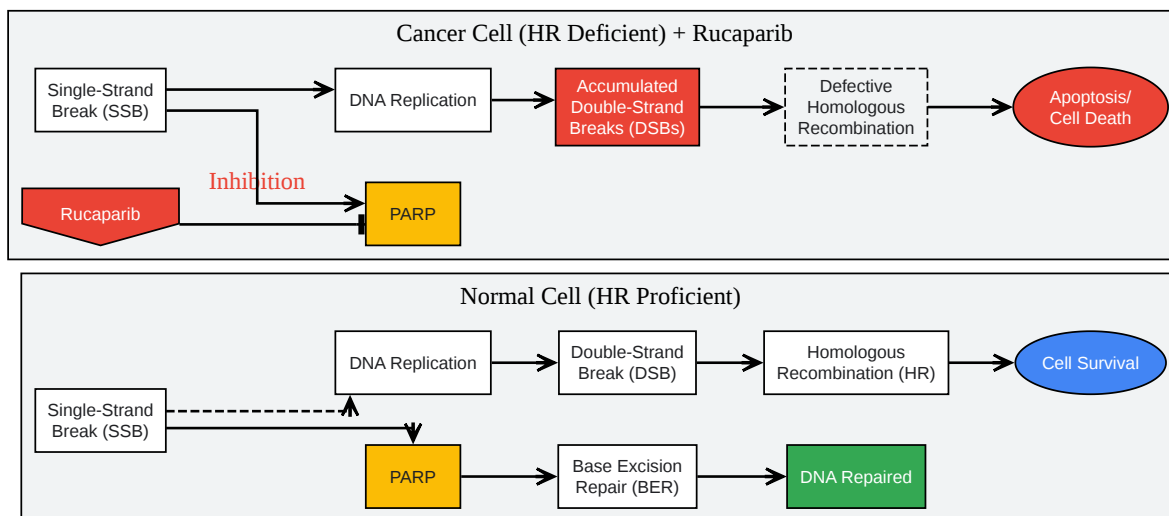 Cancer Cell (HR Deficient) + Rucaparib
Single-Strand
Break (SSB)
DNA Replication
Accumulated
Double-Strand
Breaks (DSBs)
Defective
Homologous
Recombination
Apoptosis/
Cell Death
Inhibition
Rucaparib
PARP
Normal Cell (HR Proficient)
DNA Replication
Double-Strand
Break (DSB)
Homologous
Recombination (HR)
Cell Survival
Single-Strand
Break (SSB)
PARP
Base Excision
Repair (BER)
DNA Repaired